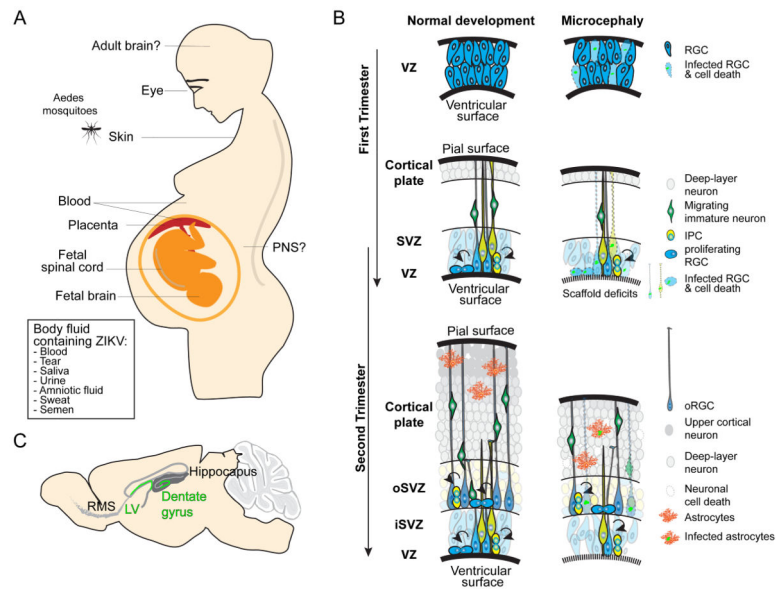 A
Adult brain?
Eye
Aedes
mosquitoes
Skin
Blood
Placenta
PNS?
Fetal
spinal cord
Fetal brain
Body fluid
containing ZIKV:
- Blood
- Tear
- Saliva
- Urine
- Amniotic fluid
- Sweat
- Semen
C
Hippocapus
RMS
LV
Dentate
gyrus
B
Normal development
Microcephaly
First Trimester
VZ
Ventricular
surface
RGC
Infected RGC
& cell death
Pial surface
Cortical
plate
SVZ
VZ
Ventricular
surface
Scaffold deficits
Deep-layer
neuron
Migrating
immature neuron
IPC
proliferating
RGC
Infected RGC
& cell death
Second Trimester
Pial surface
Cortical
plate
oSVZ
iSVZ
VZ
Ventricular
surface
oRGC
Upper cortical
neuron
Deep-layer
neuron
Neuronal
cell death
Astrocytes
Infected astrocytes